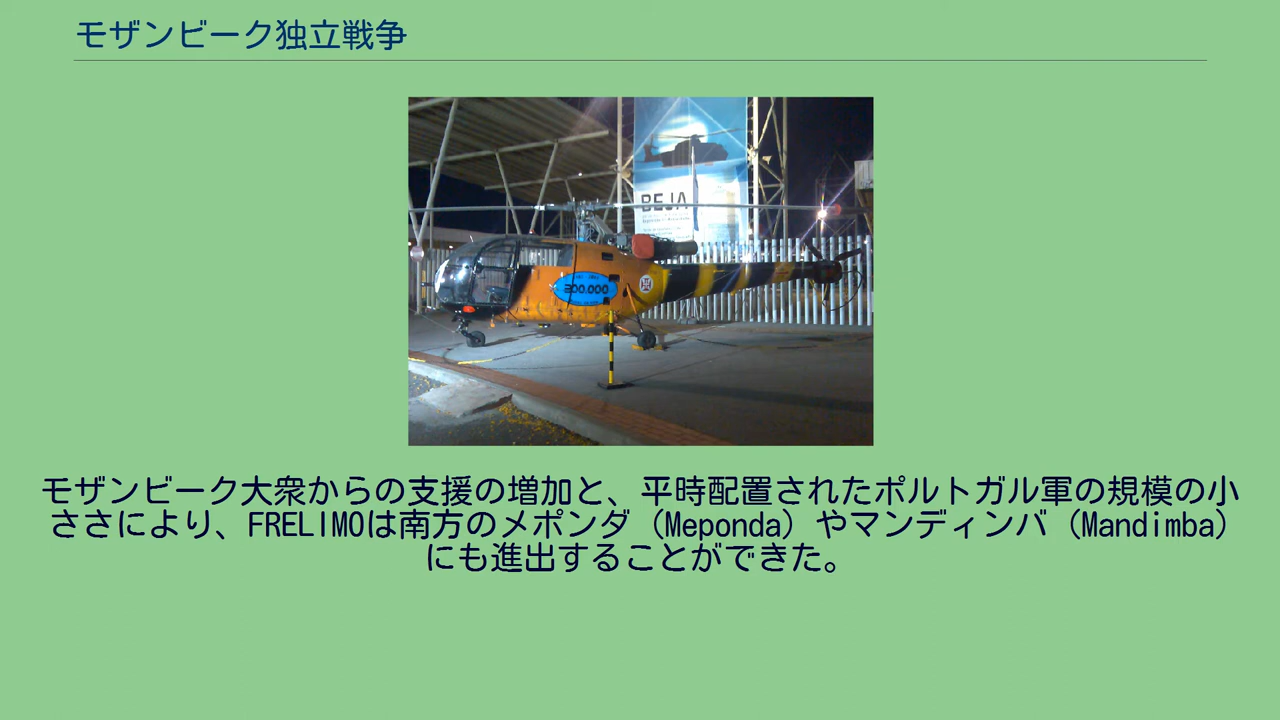 モザンビーク独立戦争
BEJA
200.000
モザンビーク大衆からの支援の増加と、平時配置されたポルトガル軍の規模の小
ささにより、FRELIMOは南方のメポンダ（Meponda）やマンディンバ（Mandimba）
にも進出することができた。